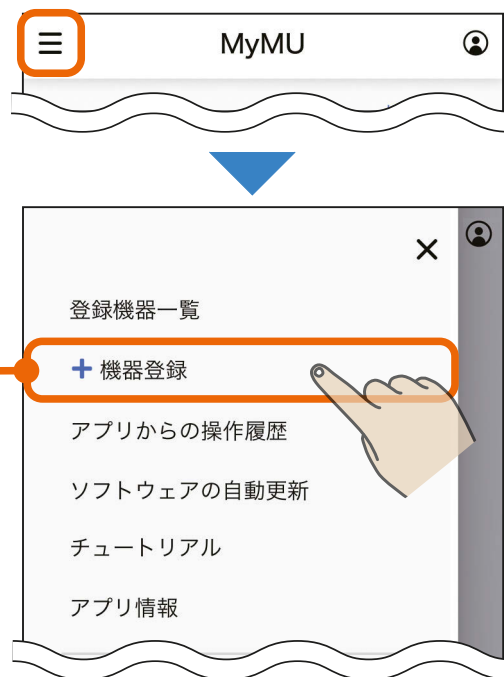 MyMU
登録機器一覧
+ 機器登録
アプリからの操作履歴
ソフトウェアの自動更新
チュートリアル
アプリ情報